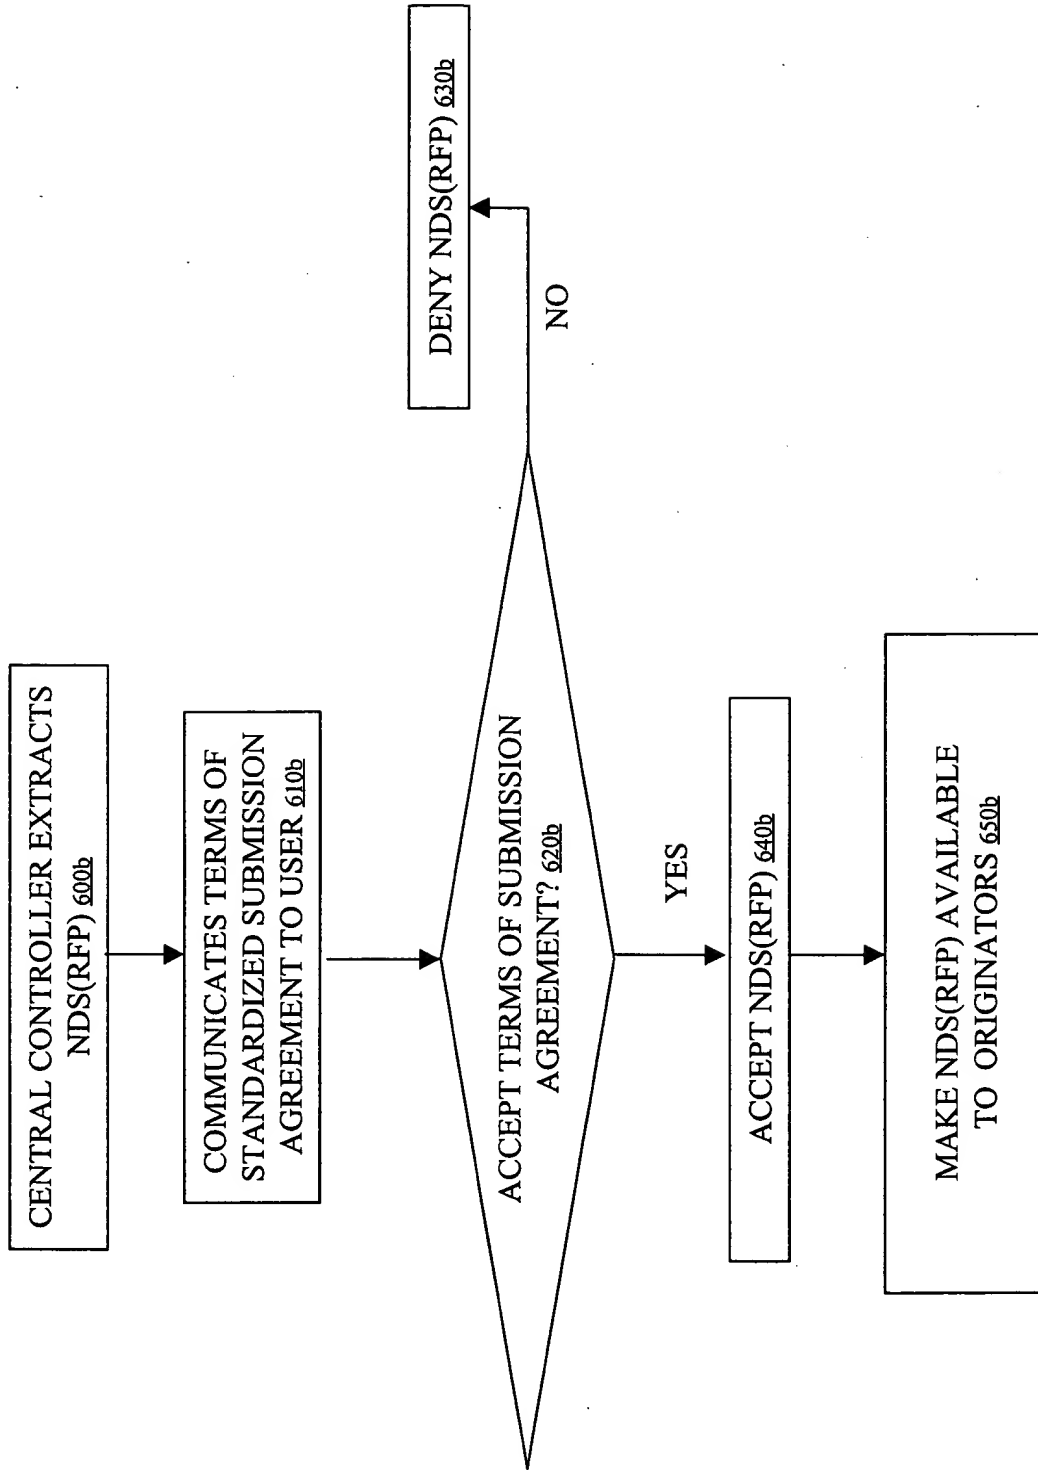 CENTRAL CONTROLLER EXTRACTS
NDS(RFP) 600b
COMMUNICATES TERMS OF
STANDARDIZED SUBMISSION
AGREEMENT TO USER 610b
ACCEPT TERMS OF SUBMISSION
AGREEMENT? 620b
NO
DENY NDS(RFP) 630b
YES
ACCEPT NDS(RFP) 640b
MAKE NDS(RFP) AVAILABLE
TO ORIGINATORS 650b